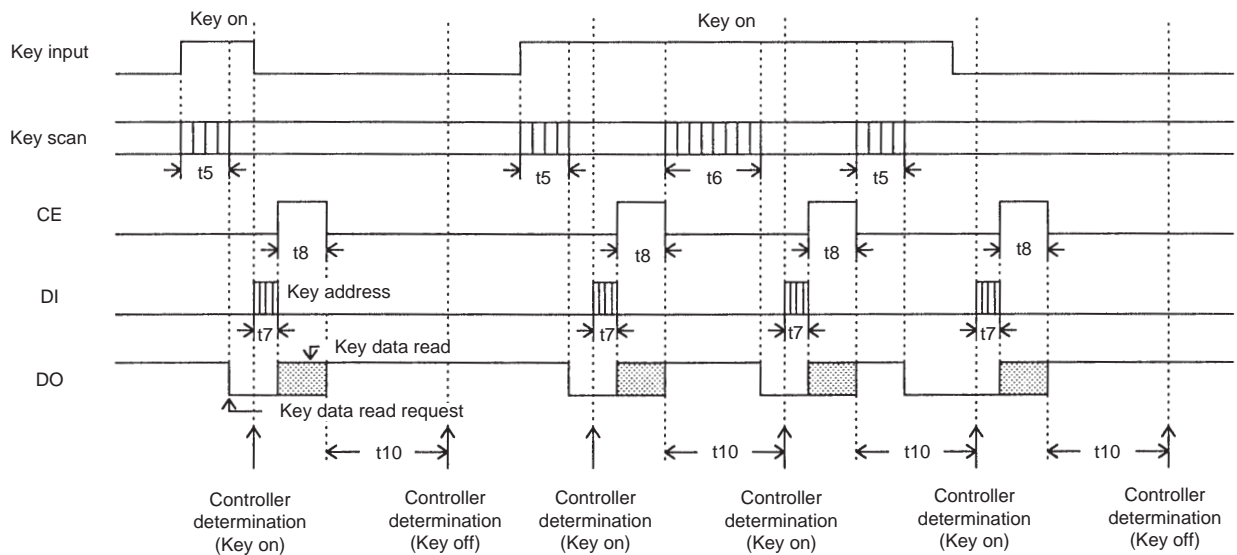 Key on
Key on
Key input
Key scan
t5
t5
t6
t5
CE
t8
t8
t8
t8
DI
Key address
t7
t7
t7
t7
Key data read
DO
Key data read request
t10
t10
t10
t10
Controller
determination
(Key on)
Controller
determination
(Key off)
Controller
determination
(Key on)
Controller
determination
(Key on)
Controller
determination
(Key on)
Controller
determination
(Key off)